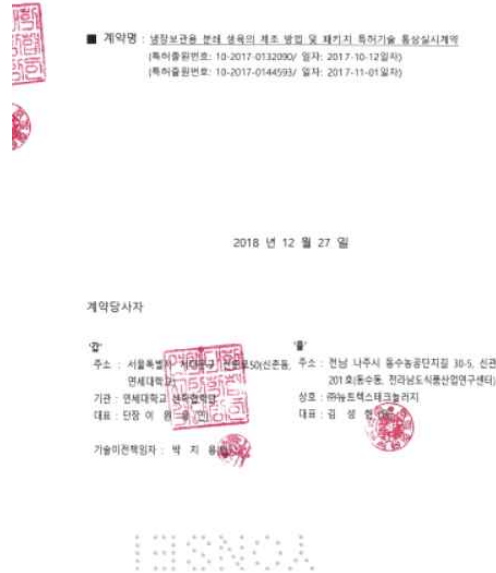 ■ 계약명 : 냉장보관용 분쇄 생육의 제조 방법 및 패키지 특허기술 통상실시계약
(특허출원번호: 10-2017-0132090/ 일자: 2017-10-12일자)
(특허출원번호: 10-2017-0144593/ 일자: 2017-11-01일자)
2018 년 12 월 27 일
계약당사자
'갑'
주소 : 서울특별시 서대문구 50(신촌동,
연세대학교)
기관 : 연세대학교 산학협력단
대표 : 단장 이 원
기술이전책임자 : 박 지 용
'을'
주소 : 전남 나주시 동수농공단지길 30-5, 신관
201호(동수동, 전라남도식품산업연구센터)
상호 : ㈜뉴트렉스테크놀러지
대표 : 김 성
YONSEI